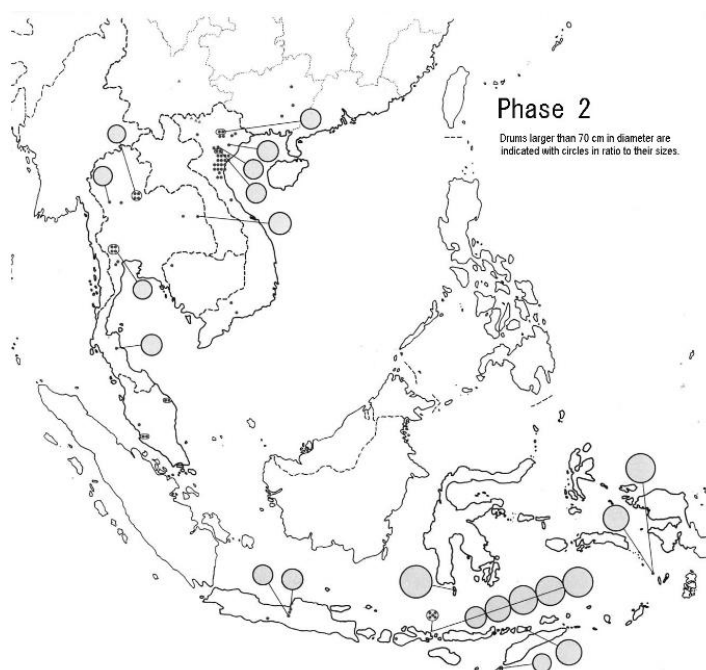 Phase 2
Drums larger than 70 cm in diameter are
indicated with circles in ratio to their sizes.